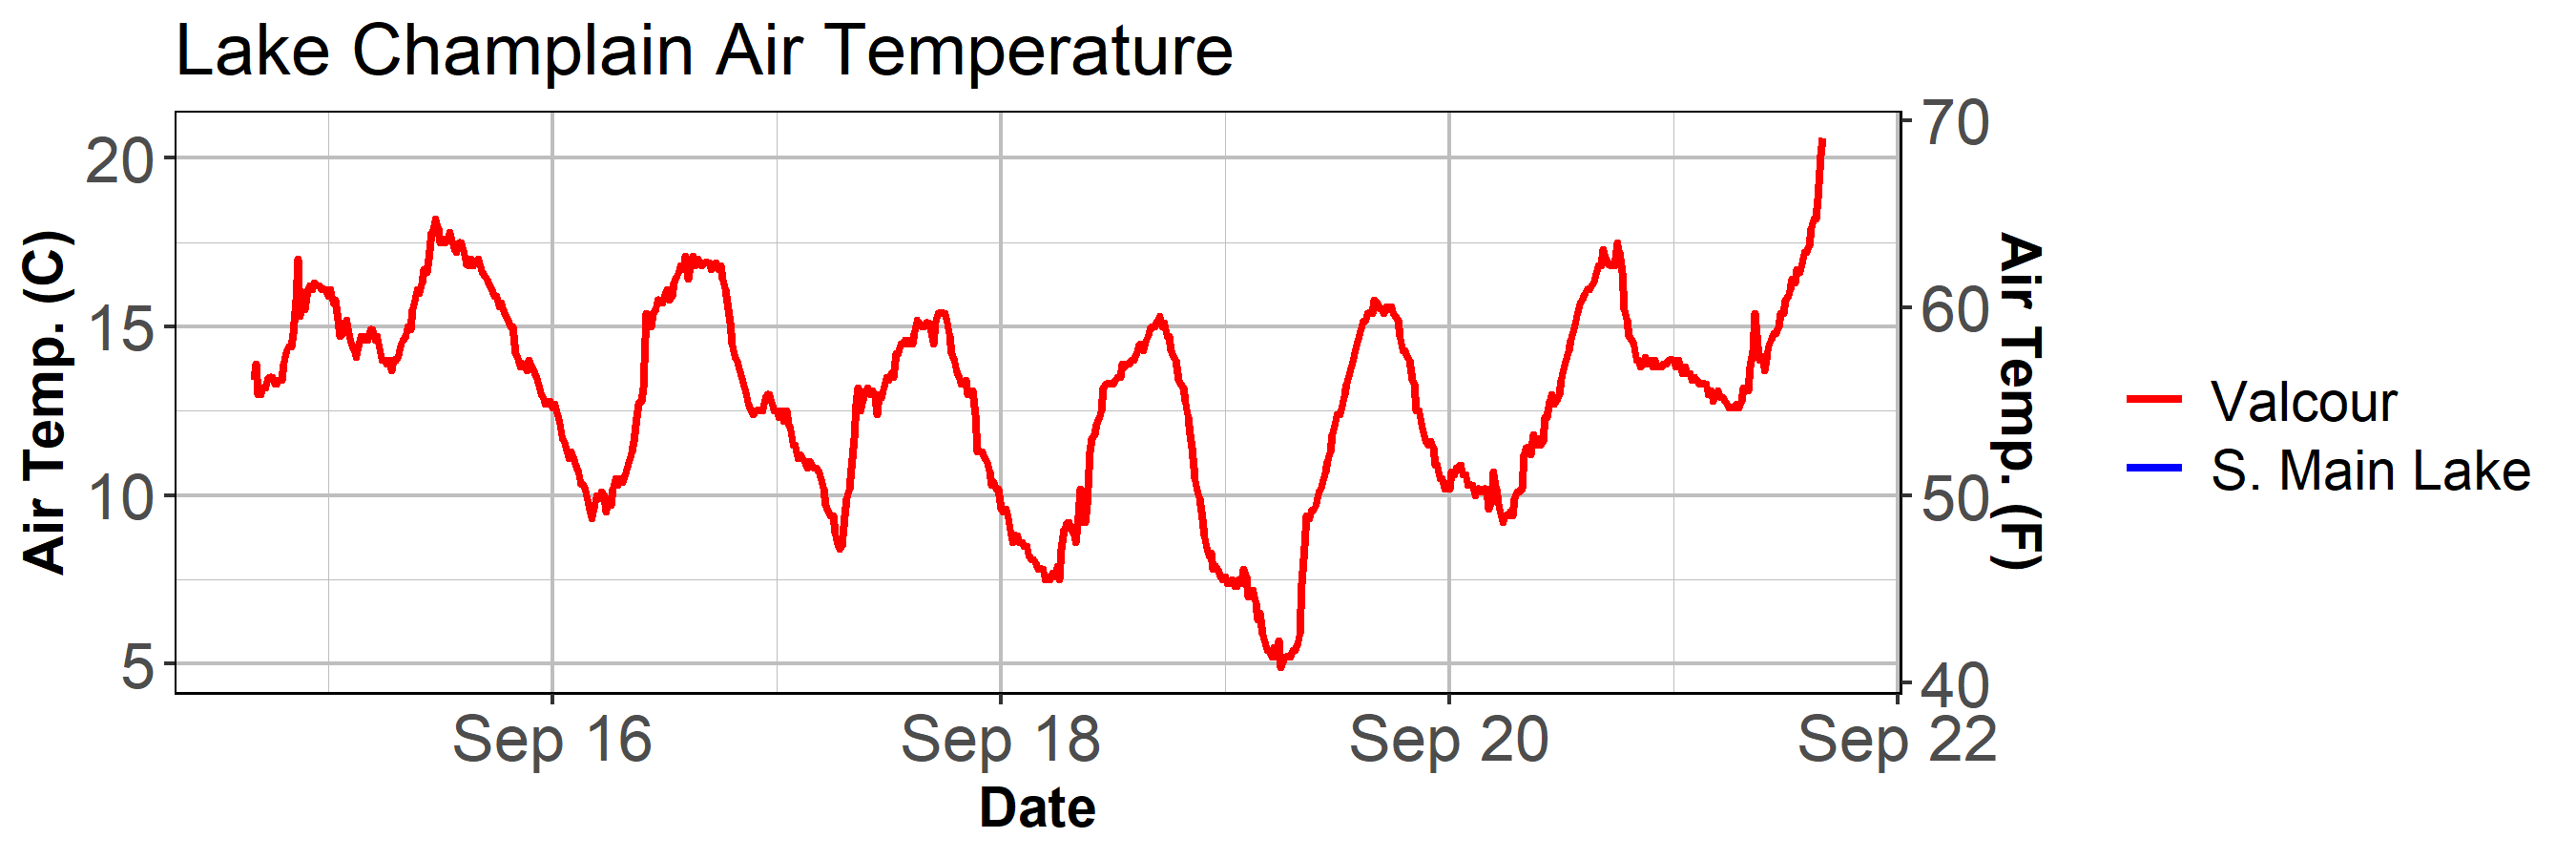 Lake Champlain Air Temperature
20
15
10
5
Air Temp. (C)
70
60
50
40
Air Temp. (F)
Sep 16
Sep 18
Sep 20
Sep 22
Date
Valcour
S. Main Lake